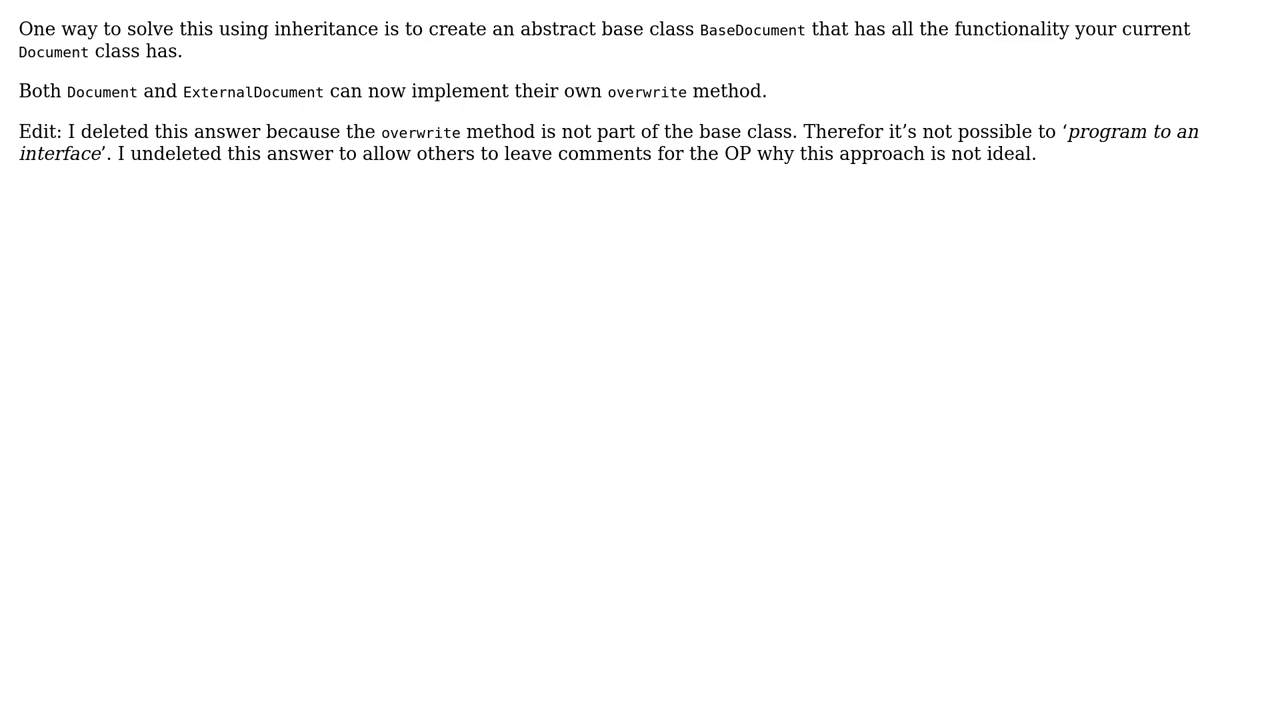 One way to solve this using inheritance is to create an abstract base class BaseDocument that has all the functionality your current
Document class has.
Both Document and ExternalDocument can now implement their own overwrite method.
Edit: I deleted this answer because the overwrite method is not part of the base class. Therefor it’s not possible to ‘program to an
interface’. I undeleted this answer to allow others to leave comments for the OP why this approach is not ideal.